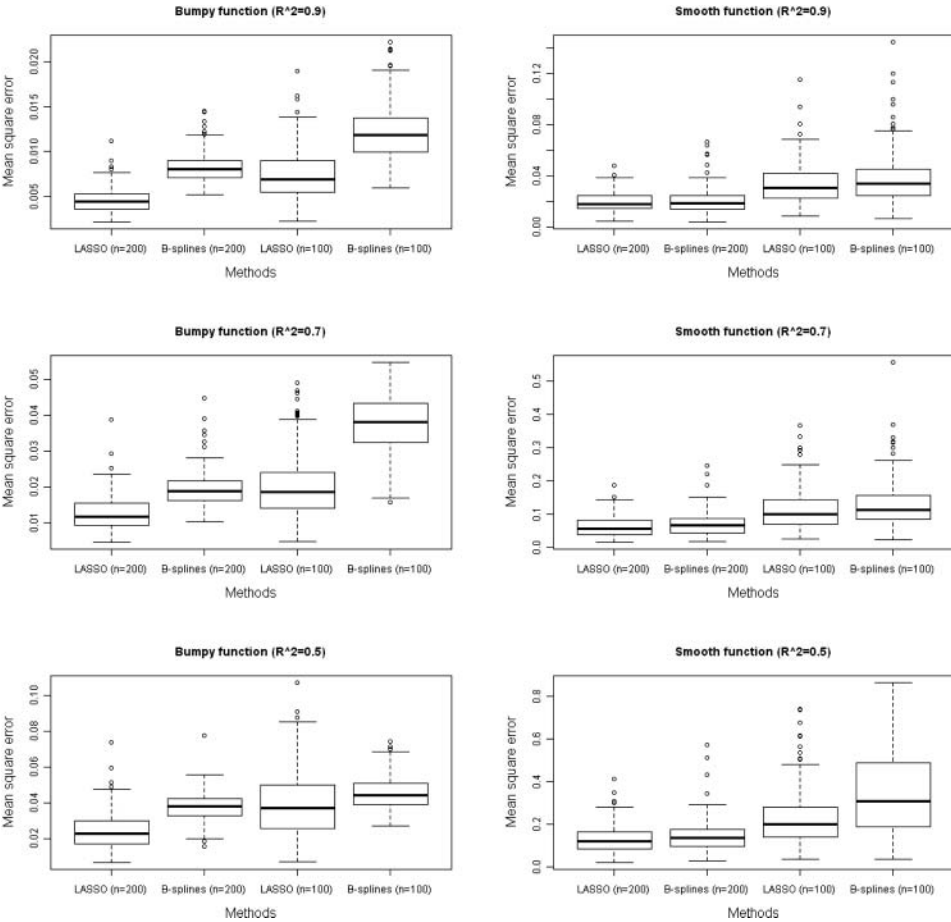 Bumpy function (R^2=0.9)
Mean square error
0.020
0.015
0.010
0.005
LASSO (n=200) B-splines (n=200) LASSO (n=100) B-splines (n=100)
Methods
Smooth function (R^2=0.9)
Mean square error
0.12
0.08
0.04
0.00
LASSO (n=200) B-splines (n=200) LASSO (n=100) B-splines (n=100)
Methods
Bumpy function (R^2=0.7)
Mean square error
0.05
0.04
0.03
0.02
0.01
LASSO (n=200) B-splines (n=200) LASSO (n=100) B-splines (n=100)
Methods
Smooth function (R^2=0.7)
Mean square error
0.5
0.4
0.3
0.2
0.1
0.0
LASSO (n=200) B-splines (n=200) LASSO (n=100) B-splines (n=100)
Methods
Bumpy function (R^2=0.5)
Mean square error
0.10
0.08
0.06
0.04
0.02
LASSO (n=200) B-splines (n=200) LASSO (n=100) B-splines (n=100)
Methods
Smooth function (R^2=0.5)
Mean square error
0.8
0.6
0.4
0.2
0.0
LASSO (n=200) B-splines (n=200) LASSO (n=100) B-splines (n=100)
Methods